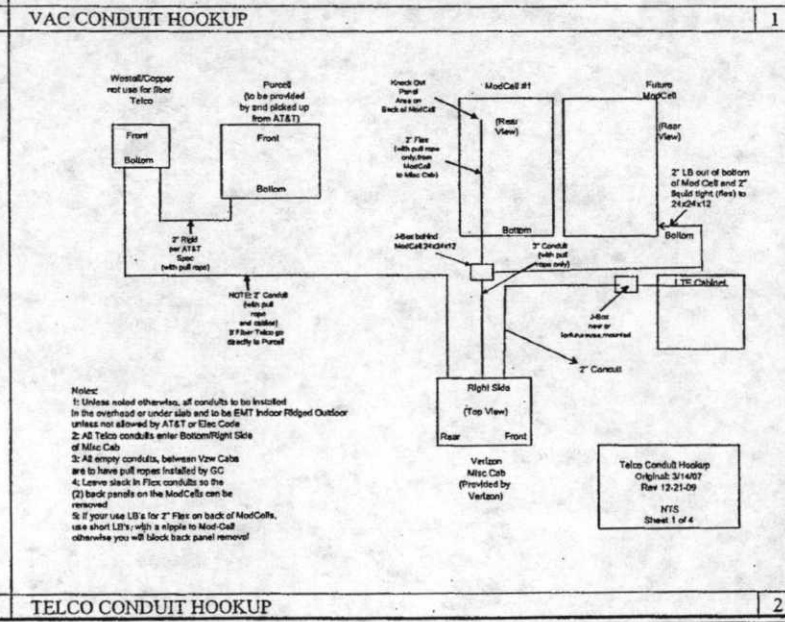 VAC CONDUIT HOOKUP
1
Westall/Copper
not use for fiber
Telco
Front
Bottom
Purcell
(to be provided
by and picked up
from AT&T)
Front
Bottom
2" Rigid
per AT&T
Spec
(with pull rope)
NOTE: 2" Conduit
(with pull
rope
and
If Fiber Telco go
directly to Purcell
Knock Out
Panel
Area on
Back of ModCell
2" Flex
(with pull rope
only, from
ModCell
to Misc Cab)
J-Box behind
ModCell 24x24x12
ModCell #1
(Rear
View)
Bottom
3" Conduit
(with pull
rope only)
Future
ModCell
(Rear
View)
2" LB out of bottom
of Mod Cell and 2"
liquid tight (flex) to
24x24x12
Bottom
LTE Cabinet
J-Box
new or
mounted
2" Conduit
Right Side
(Top View)
Rear
Front
Verizon
Misc Cab
(Provided by
Verizon)
Notes:
1: Unless noted otherwise, all conduits to be installed
in the overhead or under slab and to be EMT Indoor Ridged Outdoor
unless not allowed by AT&T or Elec Code
2: All Telco conduits enter Bottom/Right Side
of Misc Cab
3: All empty conduits, between Vzw Cabs
are to have pull ropes installed by GC
4: Leave slack in Flex conduits so the
(2) back panels on the ModCells can be
removed
5: If your use LB's for 2" Flex on back of ModCells,
use short LB's, with a nipple to Mod-Cell
otherwise you will block back panel removal
Telco Conduit Hookup
Original: 3/14/07
Rev 12-21-09
NTS
Sheet 1 of 4
TELCO CONDUIT HOOKUP
2